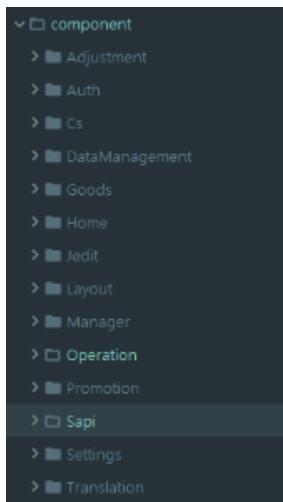 component
Adjustment
Auth
Cs
DataManagement
Goods
Home
Jedit
Layout
Manager
Operation
Promotion
Sapi
Settings
Translation